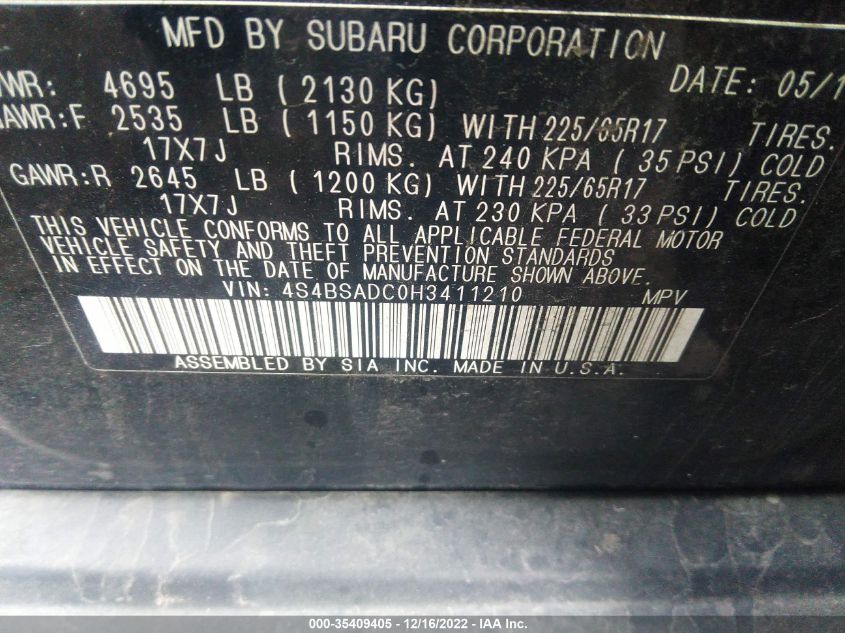 MFD BY SUBARU CORPORATION
WR: 4695 LB ( 2130 KG) DATE: 05/1
AWR:F 2535 LB ( 1150 KG) WITH 225/65R17 TIRES.
17X7J RIMS. AT 240 KPA ( 35 PSI) COLD
GAWR:R 2645 LB ( 1200 KG) WITH 225/65R17 TIRES.
17X7J RIMS. AT 230 KPA ( 33 PSI) COLD
THIS VEHICLE CONFORMS TO ALL APPLICABLE FEDERAL MOTOR
VEHICLE SAFETY AND THEFT PREVENTION STANDARDS
IN EFFECT ON THE DATE OF MANUFACTURE SHOWN ABOVE.
VIN: 4S4BSADC0H3411210 MPV
ASSEMBLED BY SIA INC. MADE IN U.S.A.
000-35409405 - 12/16/2022 - IAA Inc.